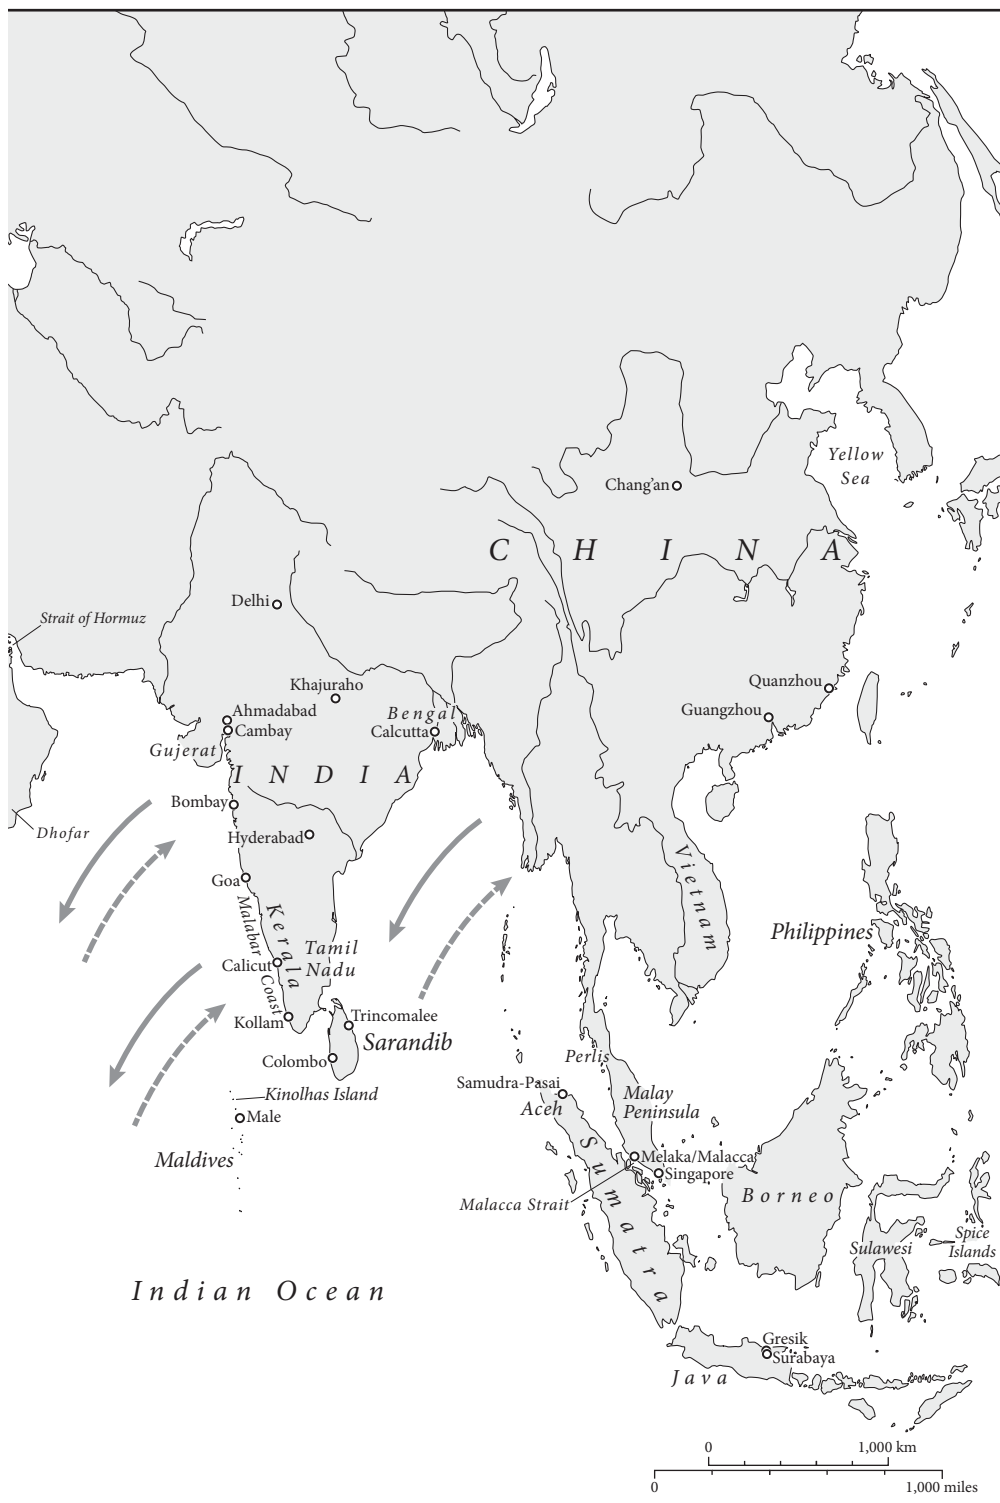 Yellow
Sea
Chang'an
C H I N A
Delhi
Strait of Hormuz
Khajuraho
Quanzhou
Ahmadabad
Guangzhou
Bengal
Cambay
Calcutta
Gujerat
I N D I A
Bombay
Dhofar
Hyderabad
Vietnam
Goa
Malabar Coast
Kerala
Tamil
Nadu
Philippines
Calicut
Kollam
Trincomalee
Sarandib
Colombo
Perlis
Samudra-Pasai
Aceh
Malay
Peninsula
Kinolhas Island
Male
Maldives
Sumatra
Melaka/Malacca
Singapore
Malacca Strait
Borneo
Sulawesi
Spice
Islands
Indian Ocean
Gresik
Surabaya
Java
0 1,000 km
0 1,000 miles